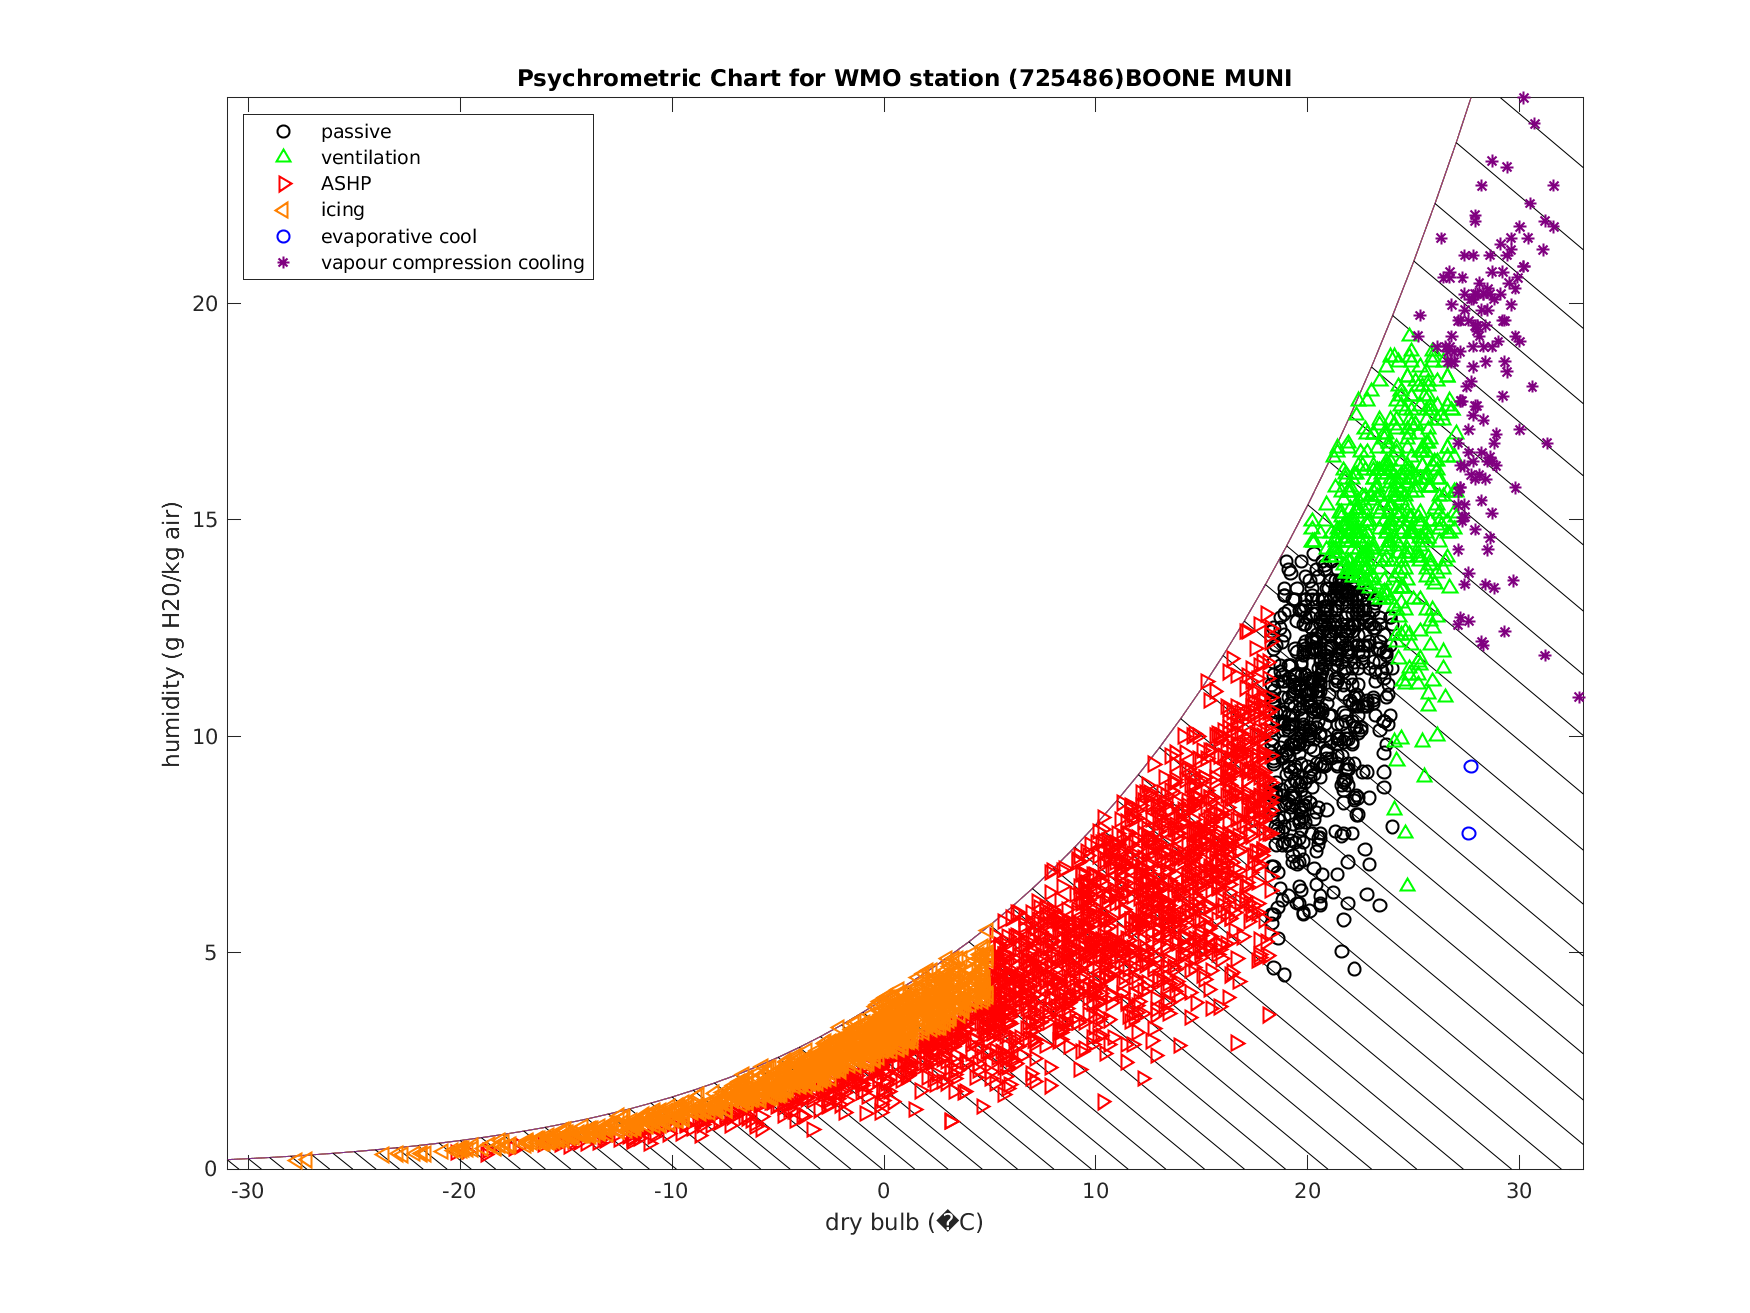 Psychrometric Chart for WMO station (725486)BOONE MUNI
passive
ventilation
ASHP
icing
evaporative cool
vapour compression cooling
humidity (g H20/kg air)
20
15
10
5
0
-30 -20 -10 0 10 20 30
dry bulb (�C)